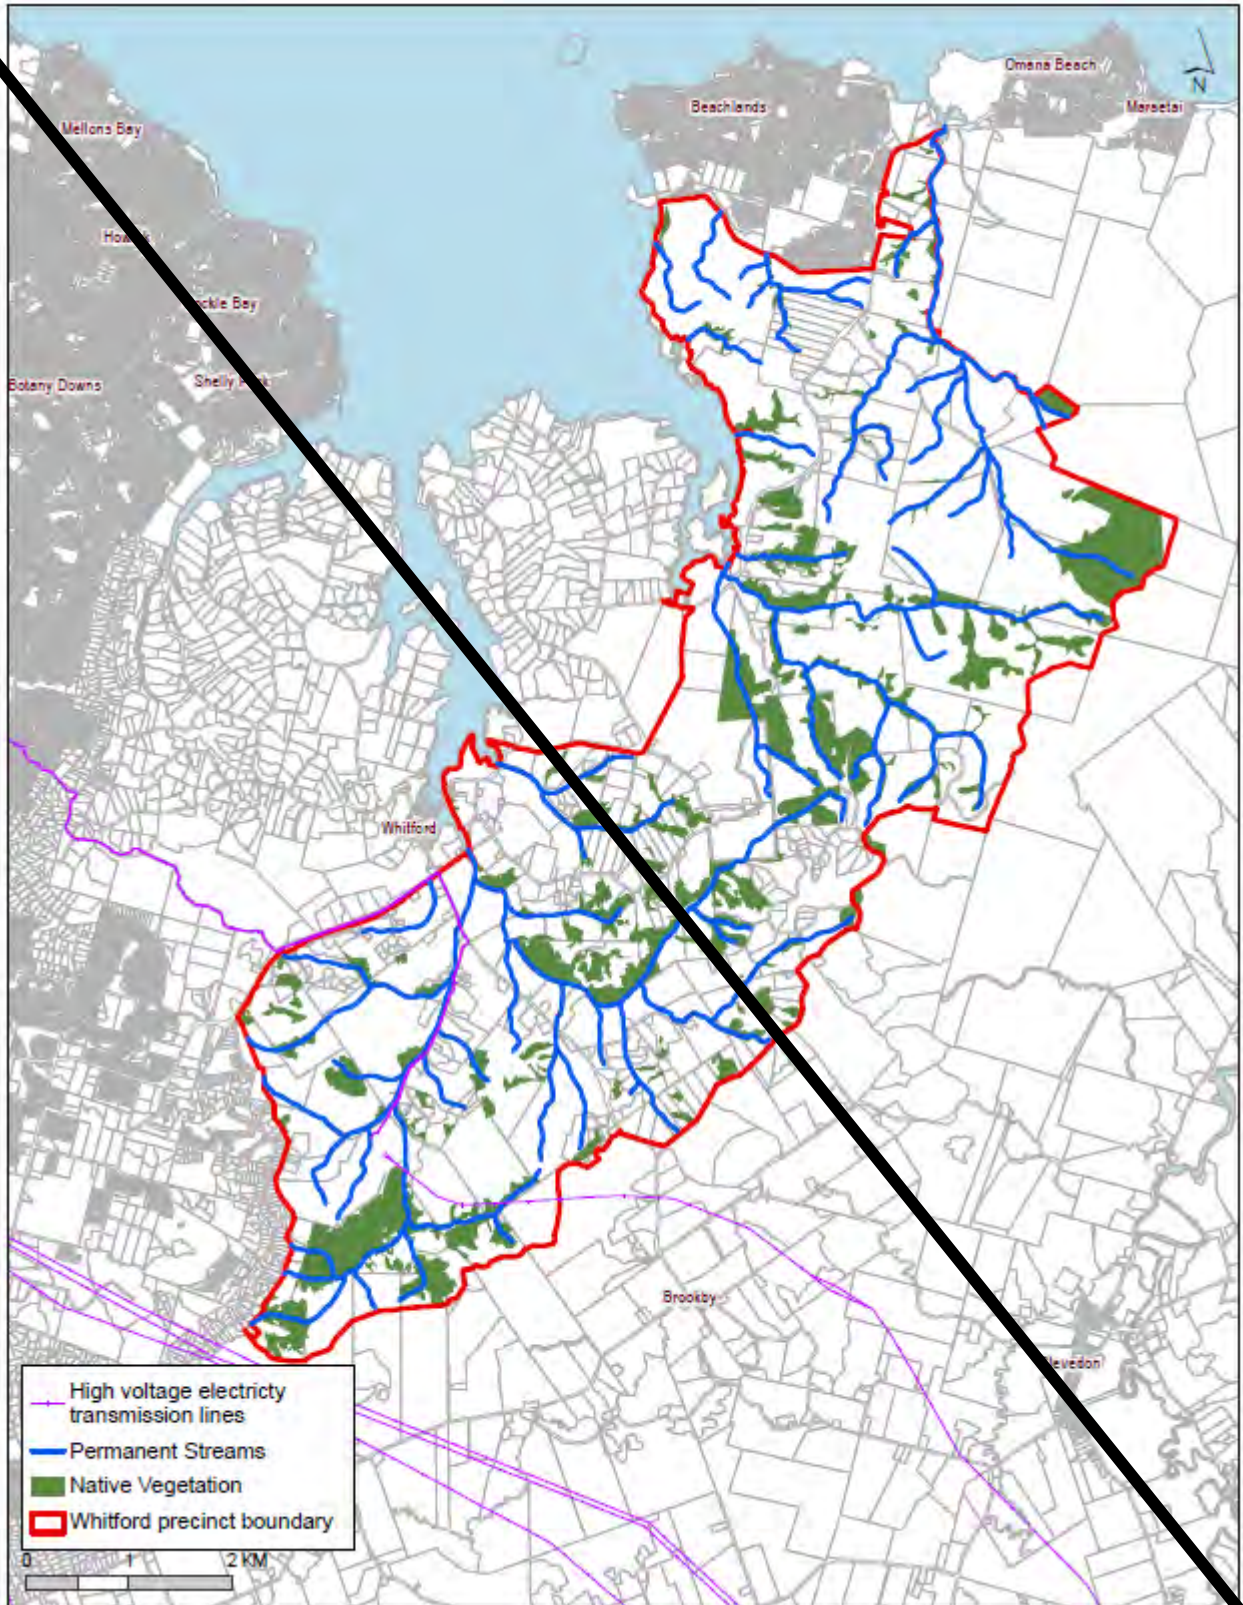 Omana Beach
Beachlands
Maraetai
N
Mellons Bay
Shelly
Botany Downs
Whitford
Brookby
High voltage electricty
transmission lines
Permanent Streams
Native Vegetation
Whitford precinct boundary
0 1 2 KM